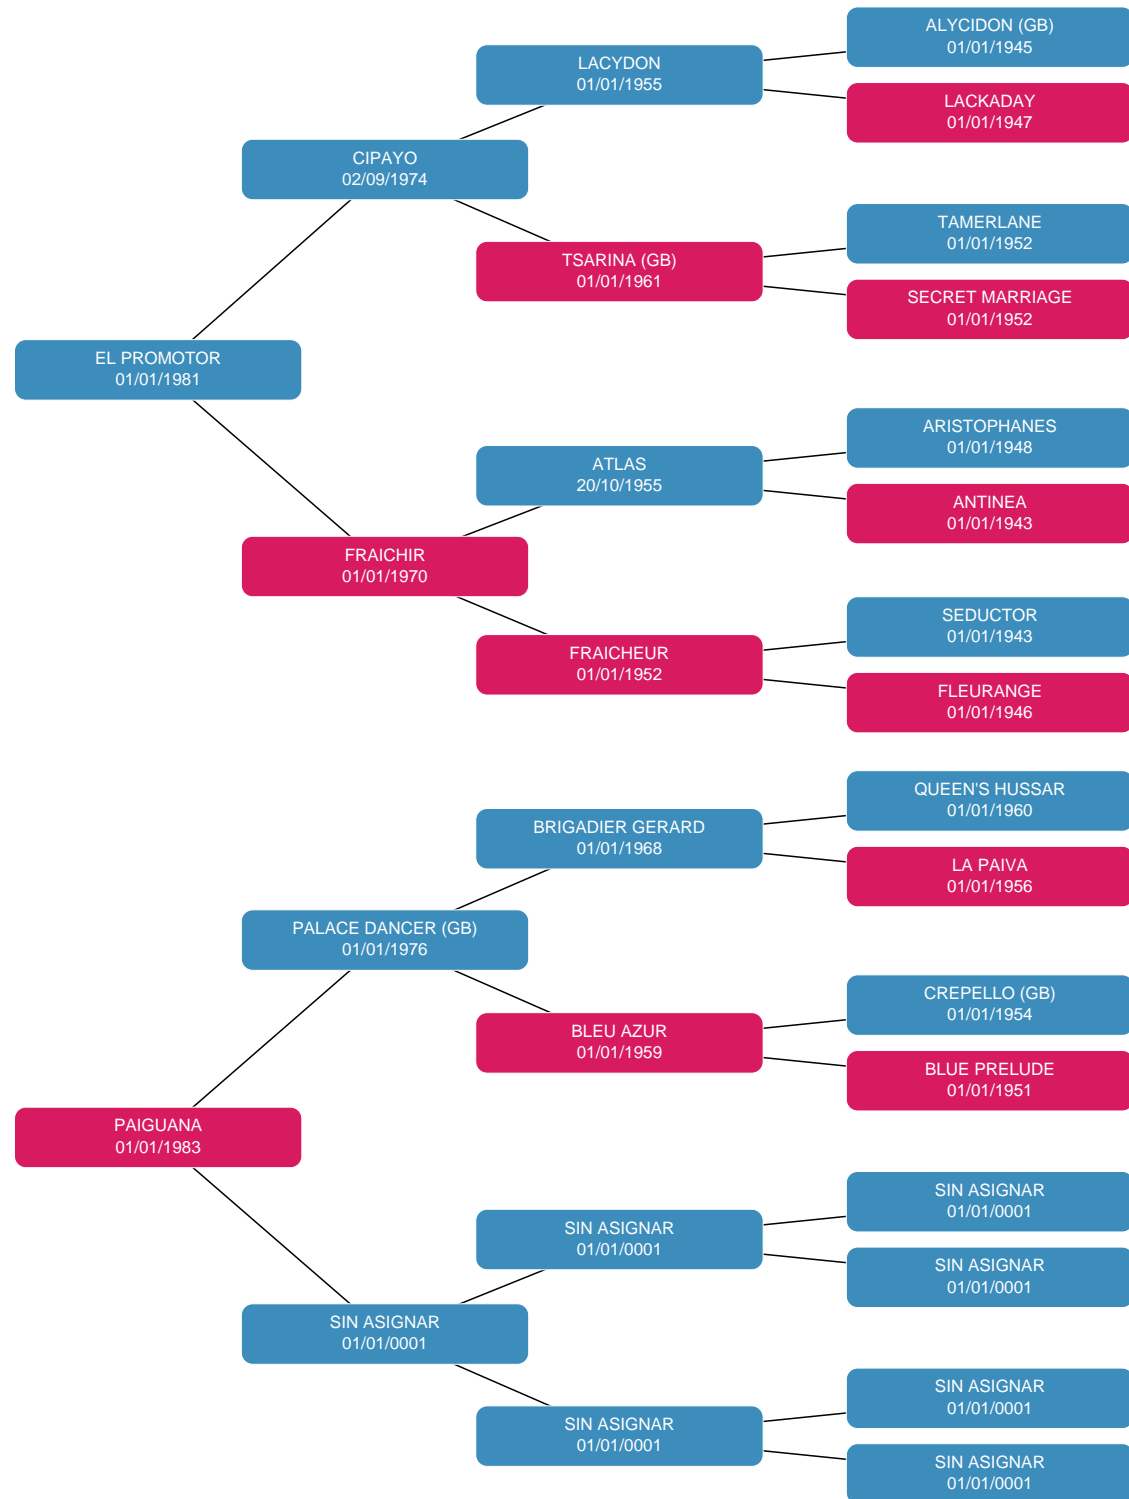 ALYCIDON (GB)
01/01/1945
LACYDON
01/01/1955
LACKADAY
01/01/1947
CIPAYO
02/09/1974
TAMERLANE
01/01/1952
TSARINA (GB)
01/01/1961
SECRET MARRIAGE
01/01/1952
EL PROMOTOR
01/01/1981
ARISTOPHANES
01/01/1948
ATLAS
20/10/1955
ANTINEA
01/01/1943
FRAICHIR
01/01/1970
SEDUCTOR
01/01/1943
FRAICHEUR
01/01/1952
FLEURANGE
01/01/1946
QUEEN'S HUSSAR
01/01/1960
BRIGADIER GERARD
01/01/1968
LA PAIVA
01/01/1956
PALACE DANCER (GB)
01/01/1976
CREPELLO (GB)
01/01/1954
BLEU AZUR
01/01/1959
BLUE PRELUDE
01/01/1951
PAIGUANA
01/01/1983
SIN ASIGNAR
01/01/0001
SIN ASIGNAR
01/01/0001
SIN ASIGNAR
01/01/0001
SIN ASIGNAR
01/01/0001
SIN ASIGNAR
01/01/0001
SIN ASIGNAR
01/01/0001
SIN ASIGNAR
01/01/0001